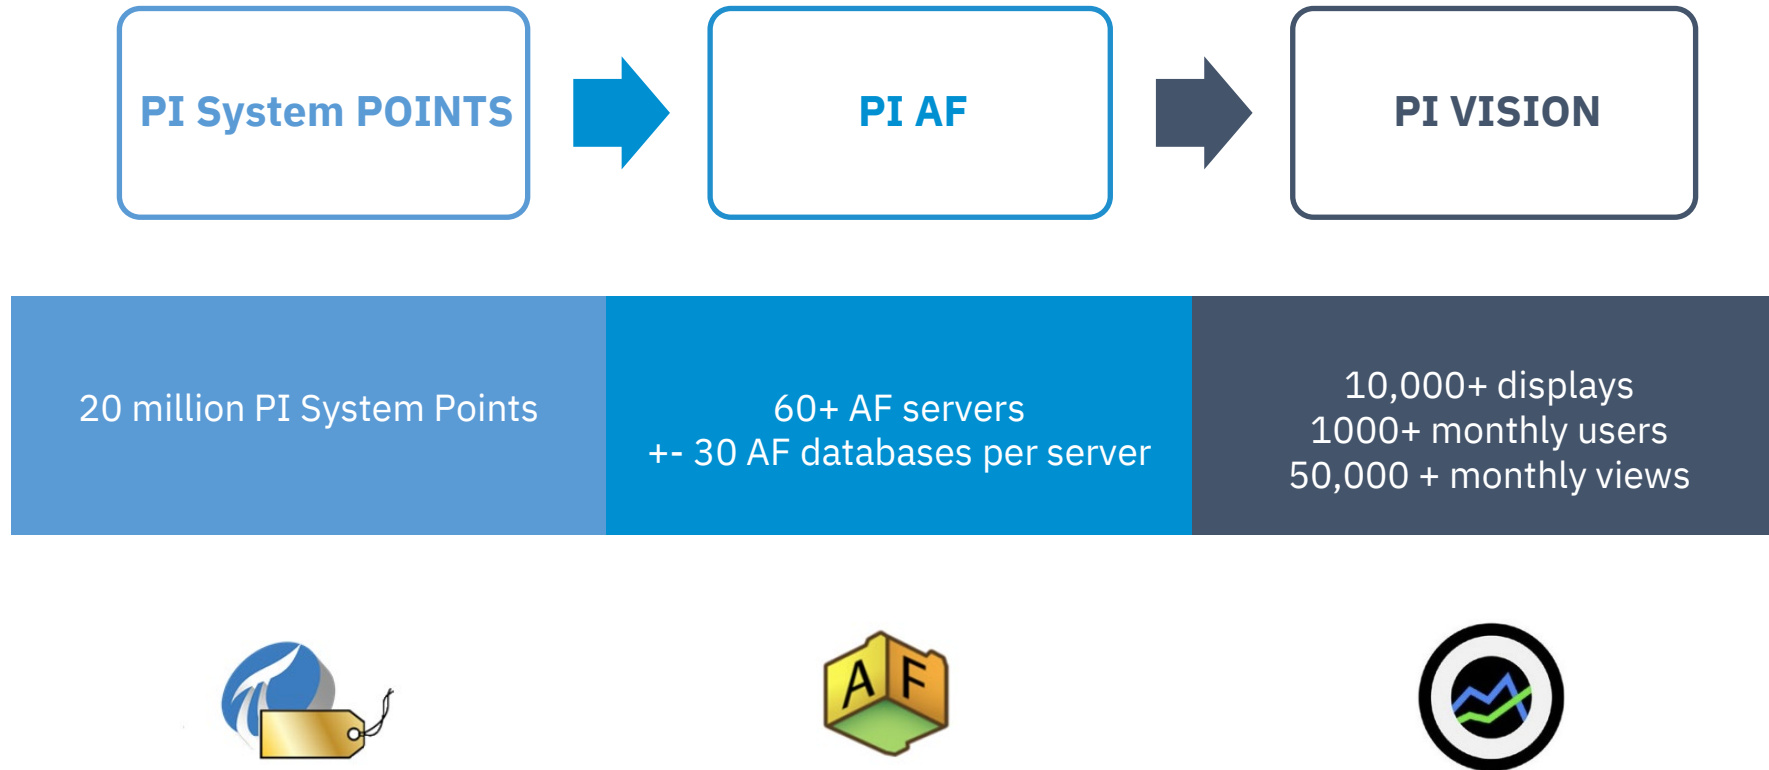 PI System POINTS
PI AF
PI VISION
20 million PI System Points
60+ AF servers
+- 30 AF databases per server
10,000+ displays
1000+ monthly users
50,000 + monthly views
A F